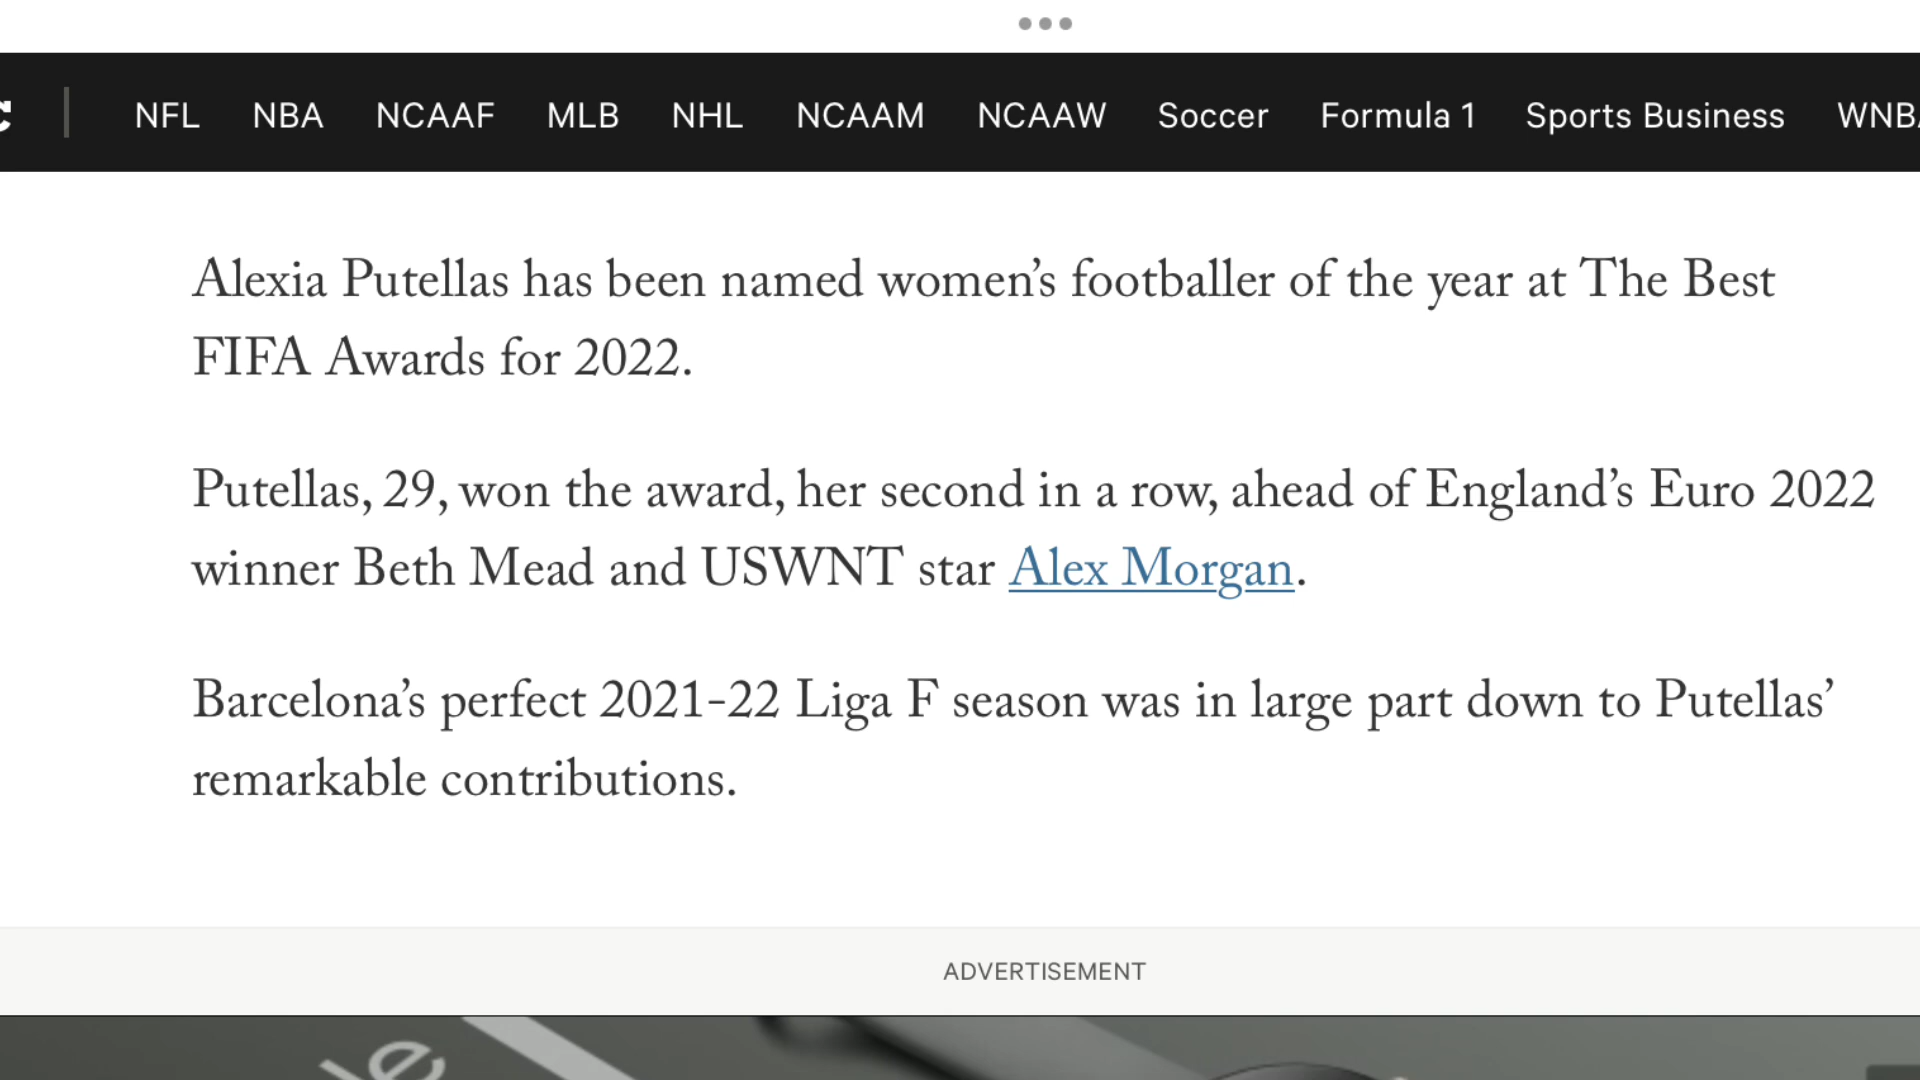 NFL NBA NCAAF MLB NHL NCAAM NCAAW Soccer Formula 1 Sports Business
Alexia Putellas has been named women’s footballer of the year at The Best
FIFA Awards for 2022.
Putellas, 29, won the award, her second in a row, ahead of England’s Euro 2022
winner Beth Mead and USWNT star Alex Morgan.
Barcelona’s perfect 2021-22 Liga F season was in large part down to Putellas’
remarkable contributions.
ADVERTISEMENT